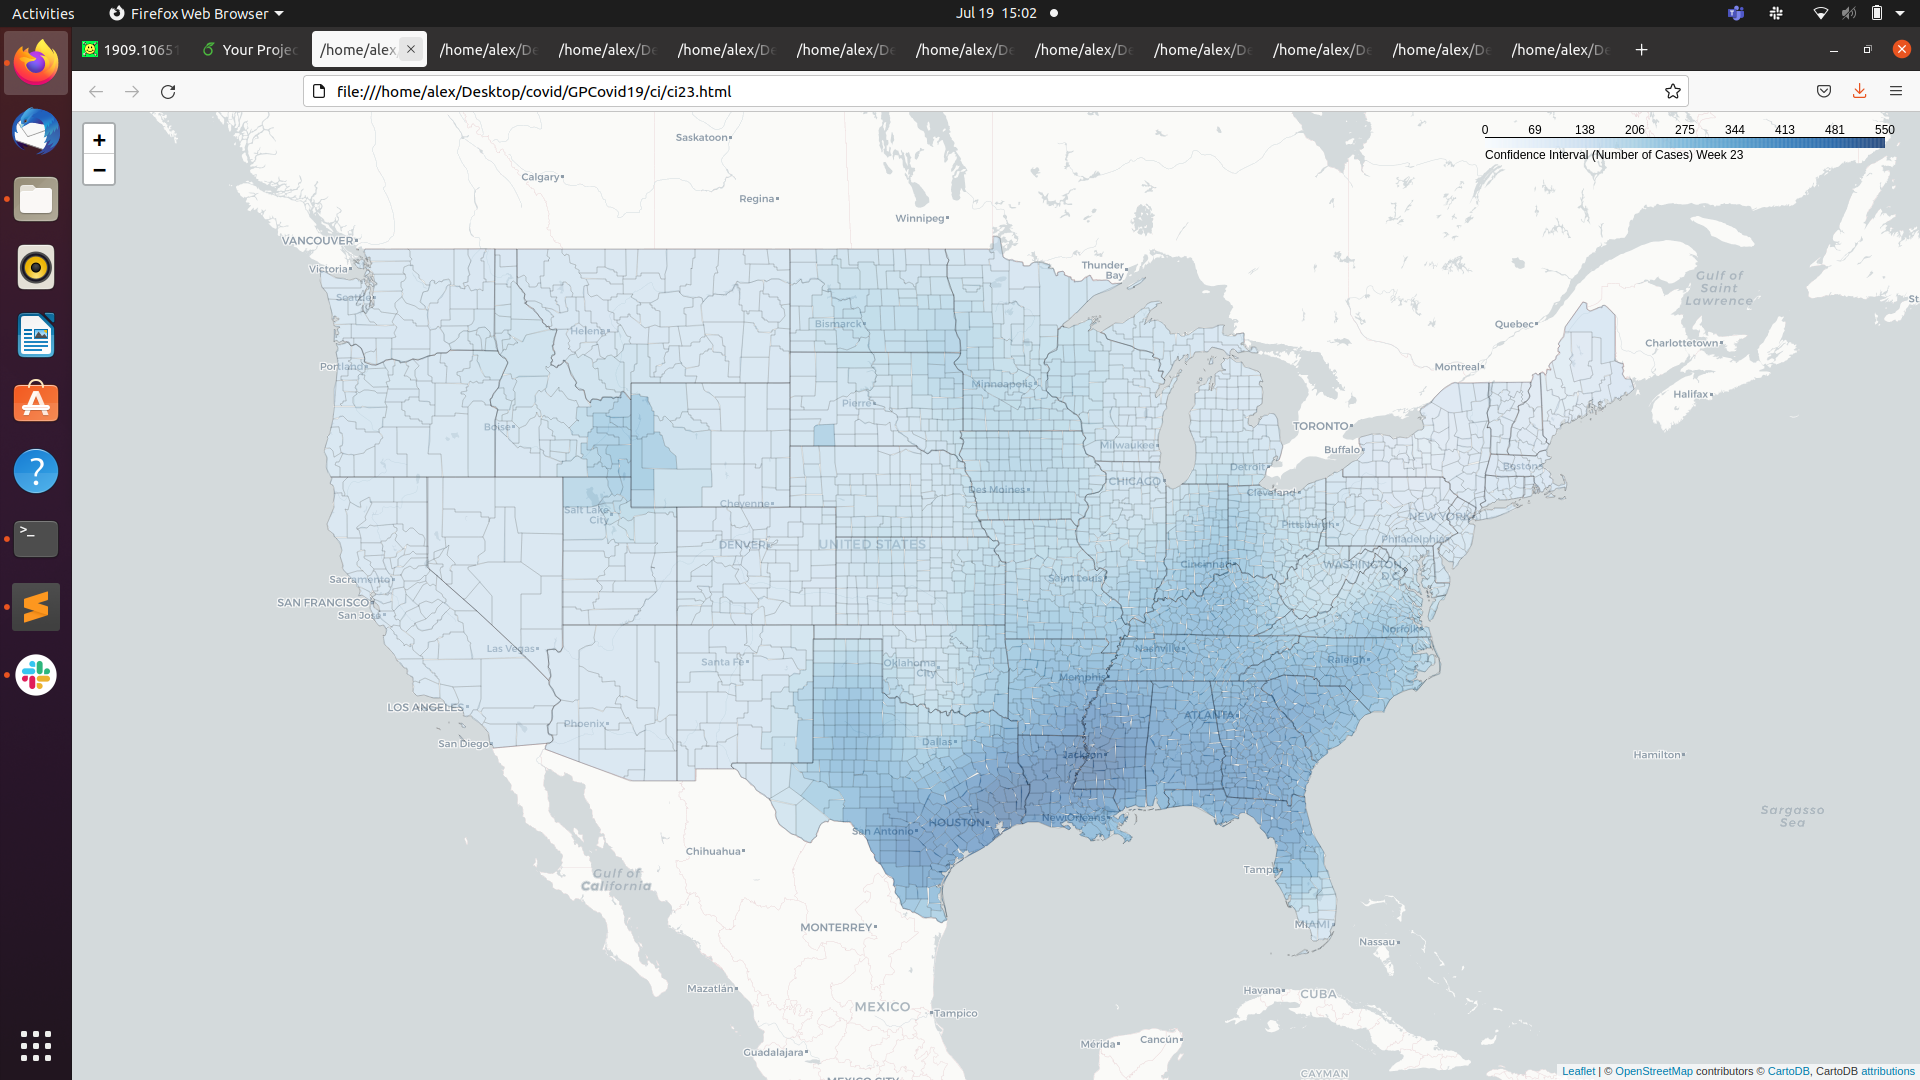 Activities
Firefox Web Browser
Jul 19 15:02
1909.10651
Your Projec
/home/alex
/home/alex/De
/home/alex/De
/home/alex/De
/home/alex/De
/home/alex/De
/home/alex/De
/home/alex/De
/home/alex/De
/home/alex/De
/home/alex/De
file:///home/alex/Desktop/covid/GPCovid19/ci/ci23.html
+
−
0 69 138 206 275 344 413 481 550
Confidence Interval (Number of Cases) Week 23
Saskatoon
Calgary
Regina
Winnipeg
VANCOUVER
Victoria
Seattle
Thunder
Bay
Gulf of
Saint
Lawrence
St
Quebec
Charlottetown
Montreal
Halifax
Helena
Bismarck
Portland
Minneapolis
Pierre
Boise
TORONTO
Buffalo
Milwaukee
Detroit
Boston
CHICAGO
Des Moines
Cleveland
Cheyenne
Salt Lake
City
NEW YORK
Pittsburgh
Philadelphia
DENVER
UNITED STATES
Cincinnati
WASHINGTON
D.C.
Sacramento
Saint Louis
SAN FRANCISCO
San Jose
Norfolk
Las Vegas
Nashville
Santa Fe
Oklahoma
City
Raleigh
Memphis
LOS ANGELES
Phoenix
ATLANTA
San Diego
Dallas
Jackson
Hamilton
HOUSTON
New Orleans
San Antonio
Sargasso
Sea
Chihuahua
Tampa
Gulf of
California
MIAMI
MONTERREY
Nassau
Mazatlán
Havana
CUBA
MEXICO
Tampico
Mérida
Cancún
Guadalajara
MEXICO CITY
CAYMAN
Leaflet | © OpenStreetMap contributors © CartoDB, CartoDB attributions